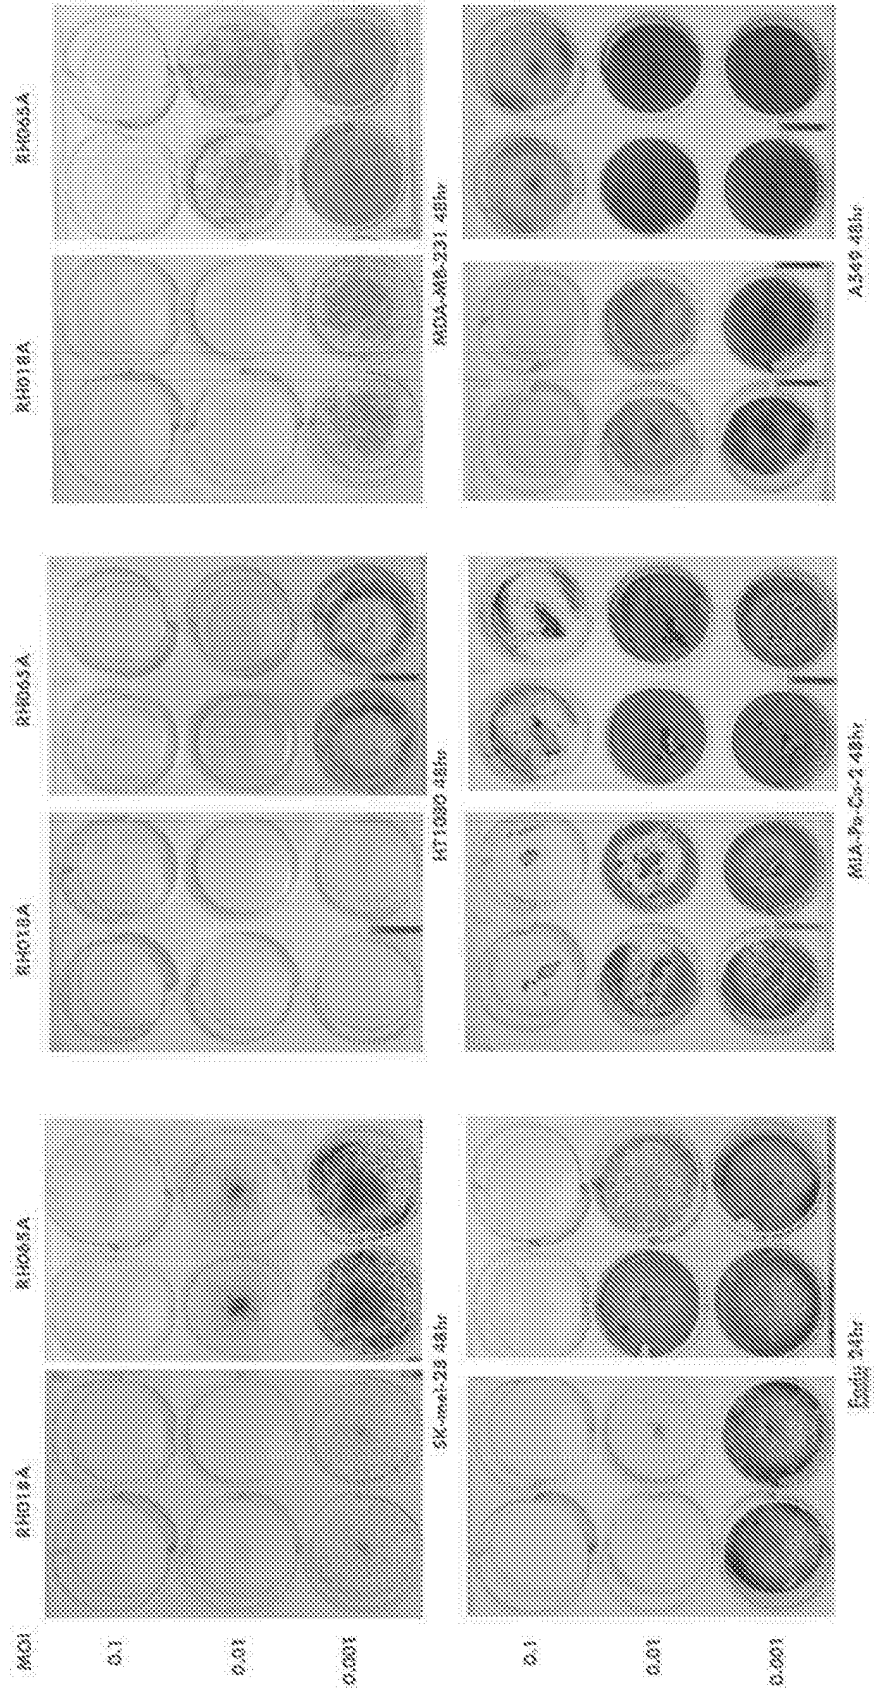 MOI
RH018A
RH065A
RH018A
RH065A
RH018A
RH065A
0.1
0.01
0.001
SK-mel-28 48hr
HT1080 48hr
MDA-MB-231 48hr
0.1
0.01
0.001
24hr
MIA-Pa-Ca-2 48hr
A549 48hr